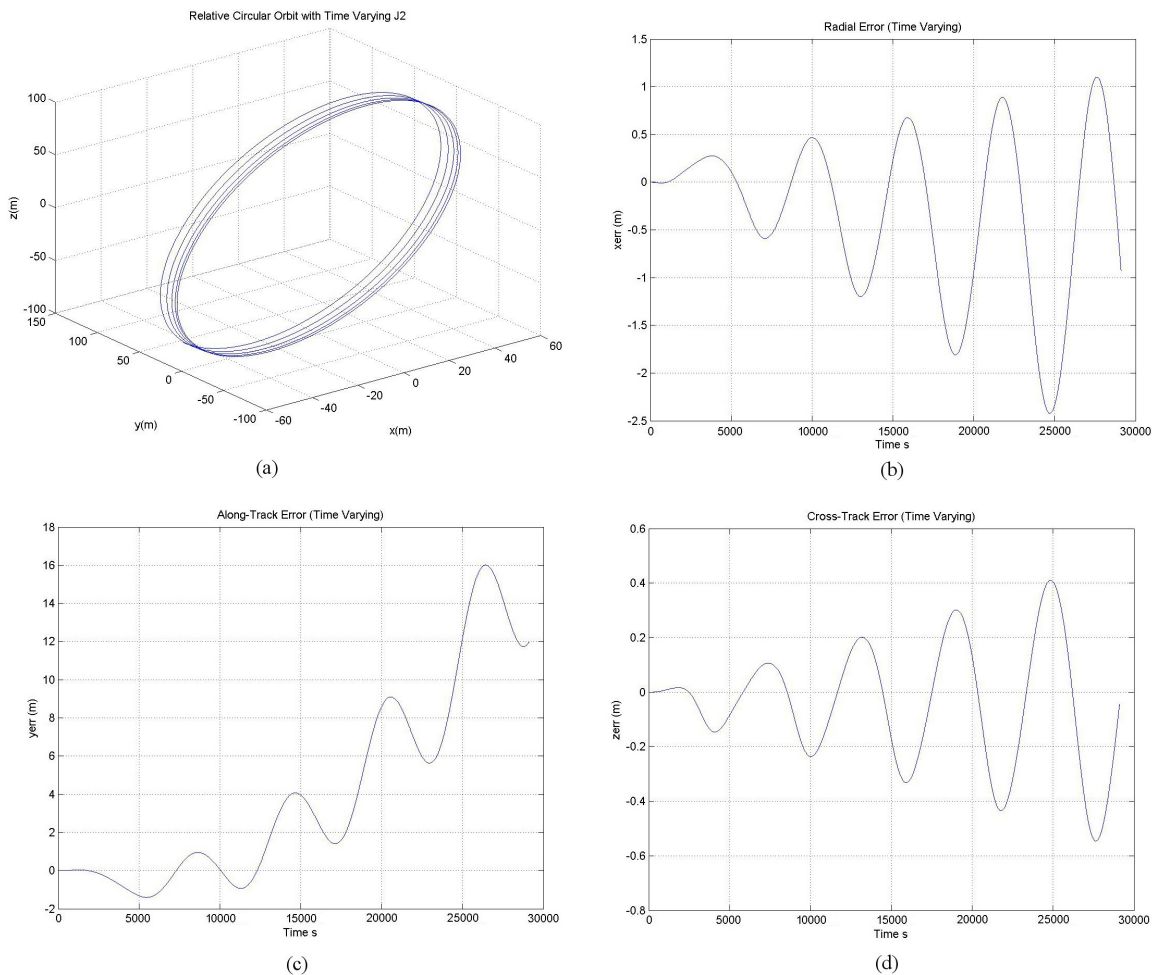 Relative Circular Orbit with Time Varying J2
100
50
0
-50
-100
z(m)
150
100
50
0
-50
-100
y(m)
-60
-40
-20
0
20
40
60
x(m)
(a)
Radial Error (Time Varying)
1.5
1
0.5
0
-0.5
-1
-1.5
-2
-2.5
xerr (m)
0 5000 10000 15000 20000 25000 30000
Time s
(b)
Along-Track Error (Time Varying)
18
16
14
12
10
8
6
4
2
0
-2
yerr (m)
0 5000 10000 15000 20000 25000 30000
Time s
(c)
Cross-Track Error (Time Varying)
0.6
0.4
0.2
0
-0.2
-0.4
-0.6
-0.8
zerr (m)
0 5000 10000 15000 20000 25000 30000
Time s
(d)